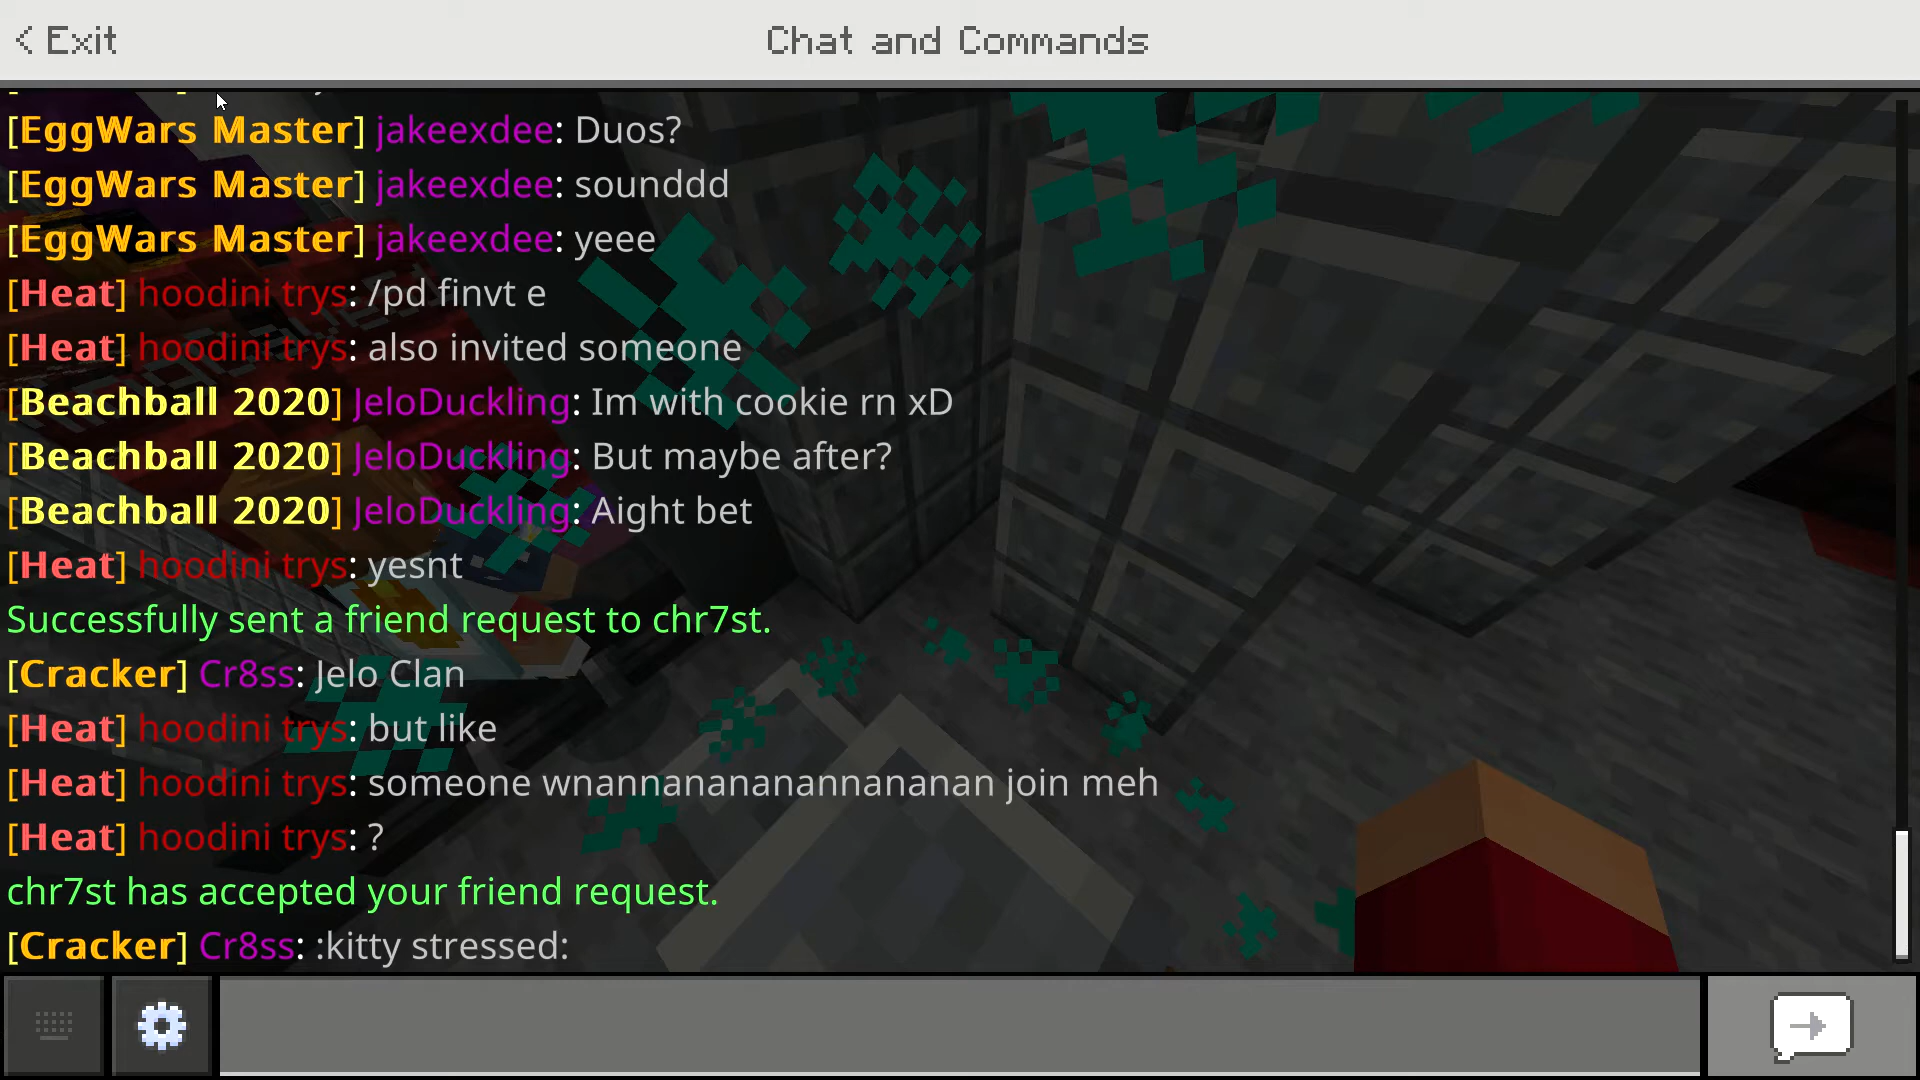 < Exit
Chat and Commands
[EggWars Master] jakeexdee: Duos?
[EggWars Master] jakeexdee: sounddd
[EggWars Master] jakeexdee: yeee
[Heat] hoodini trys: /pd finvt e
[Heat] hoodini trys: also invited someone
[Beachball 2020] JeloDuckling: Im with cookie rn xD
[Beachball 2020] JeloDuckling: But maybe after?
[Beachball 2020] JeloDuckling: Aight bet
[Heat] hoodini trys: yesnt
Successfully sent a friend request to chr7st.
[Cracker] Cr8ss: Jelo Clan
[Heat] hoodini trys: but like
[Heat] hoodini trys: someone wnannanananannananan join meh
[Heat] hoodini trys: ?
chr7st has accepted your friend request.
[Cracker] Cr8ss: :kitty stressed: